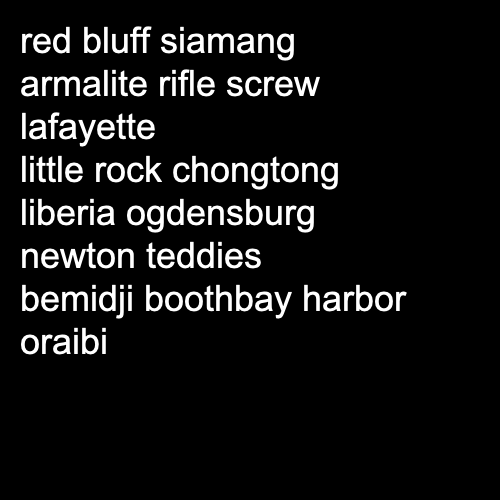 red bluff siamang
armalite rifle screw
lafayette
little rock chongtong
liberia ogdensburg
newton teddies
bemidji boothbay harbor
oraibi